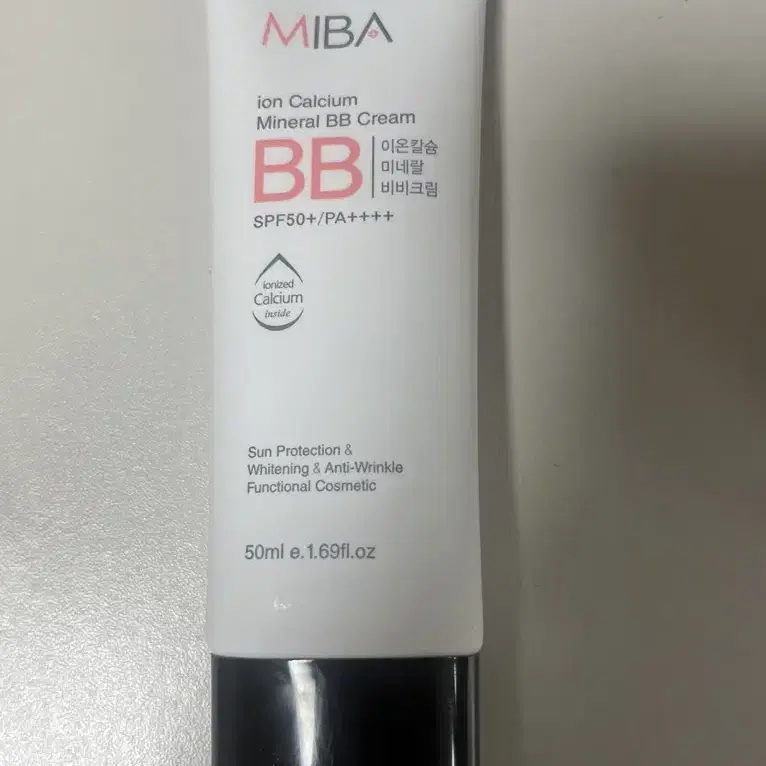 MIBA
ion Calcium
Mineral BB Cream
BB
이온칼슘
미네랄
비비크림
SPF50+/PA++++
ionized
Calcium
inside
Sun Protection &
Whitening & Anti-Wrinkle
Functional Cosmetic
50ml e.1.69fl.oz